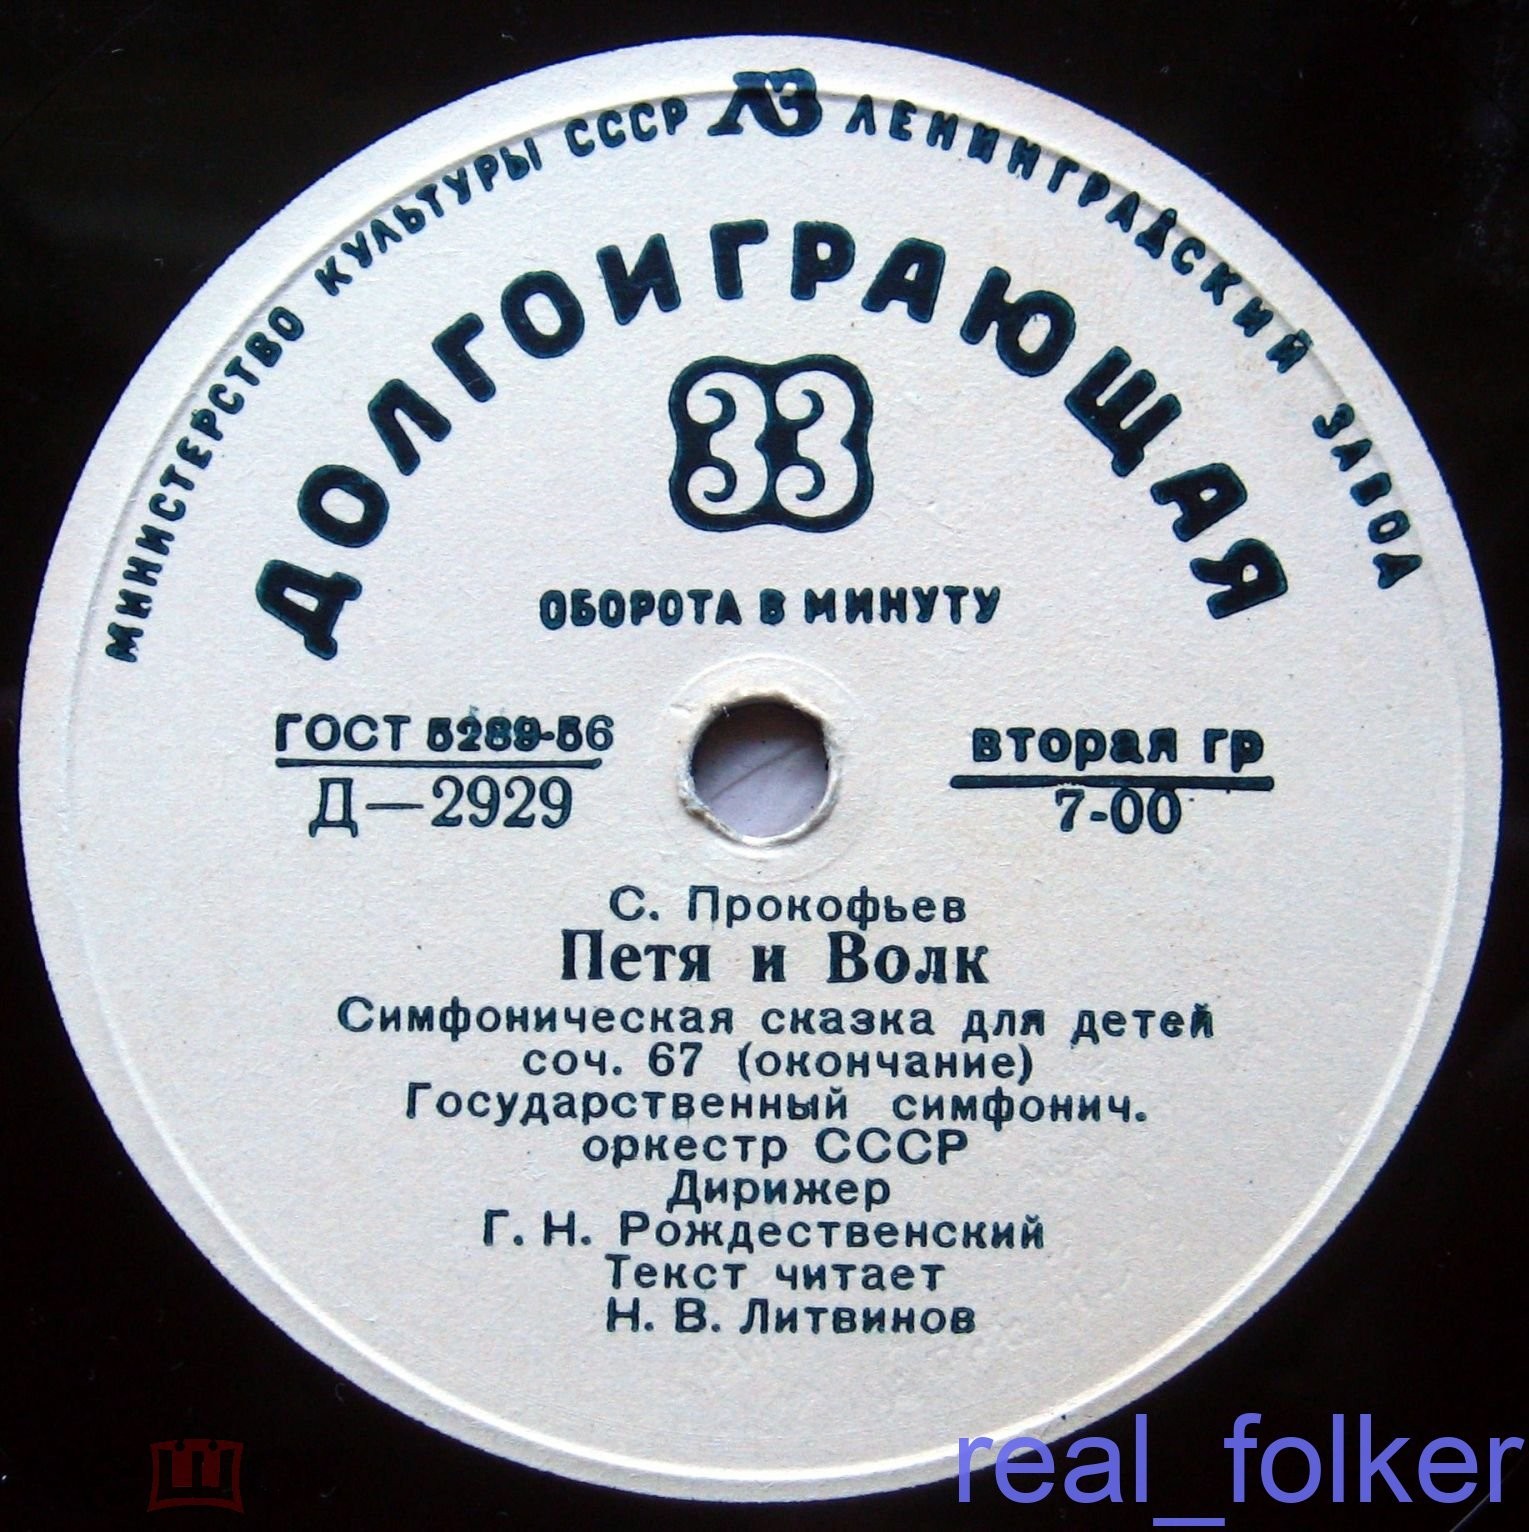 МИНИСТЕРСТВО КУЛЬТУРЫ СССР ЛЗ ЛЕНИНГРАДСКИЙ ЗАВОД
ДОЛГОИГРАЮЩАЯ
33
ОБОРОТА В МИНУТУ
ГОСТ 5289-56
Д—2929
вторая гр
7-00
С. Прокофьев
Петя и Волк
Симфоническая сказка для детей
соч. 67 (окончание)
Государственный симфонич.
оркестр СССР
Дирижер
Г. Н. Рождественский
Текст читает
Н. В. Литвинов
real_folker